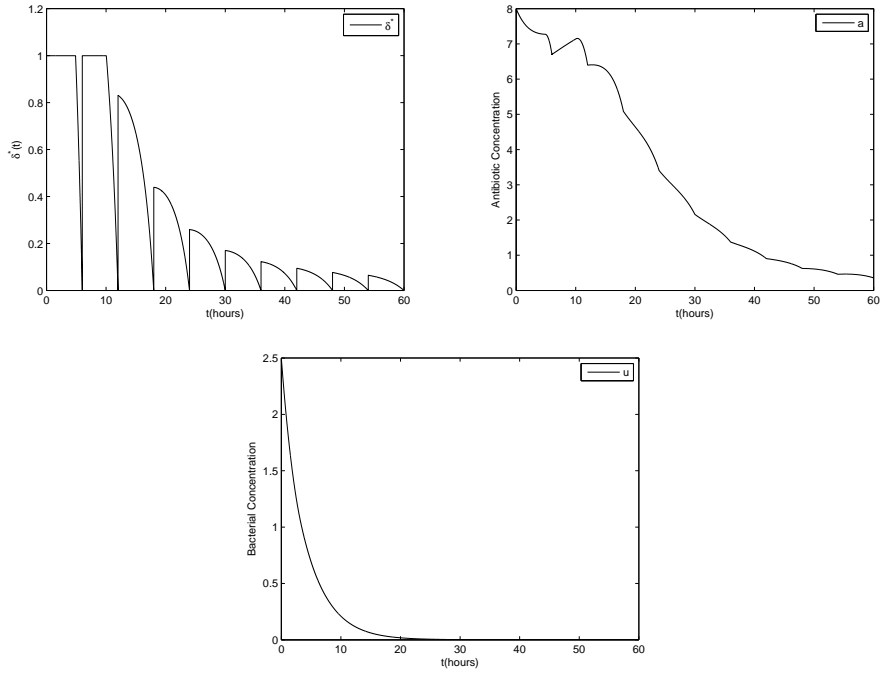 1.2
1
0.8
0.6
0.4
0.2
0
δ*(t)
0 10 20 30 40 50 60
t(hours)
δ*
8
7
6
5
4
3
2
1
0
Antibiotic Concentration
0 10 20 30 40 50 60
t(hours)
a
2.5
2
1.5
1
0.5
0
Bacterial Concentration
0 10 20 30 40 50 60
t(hours)
u